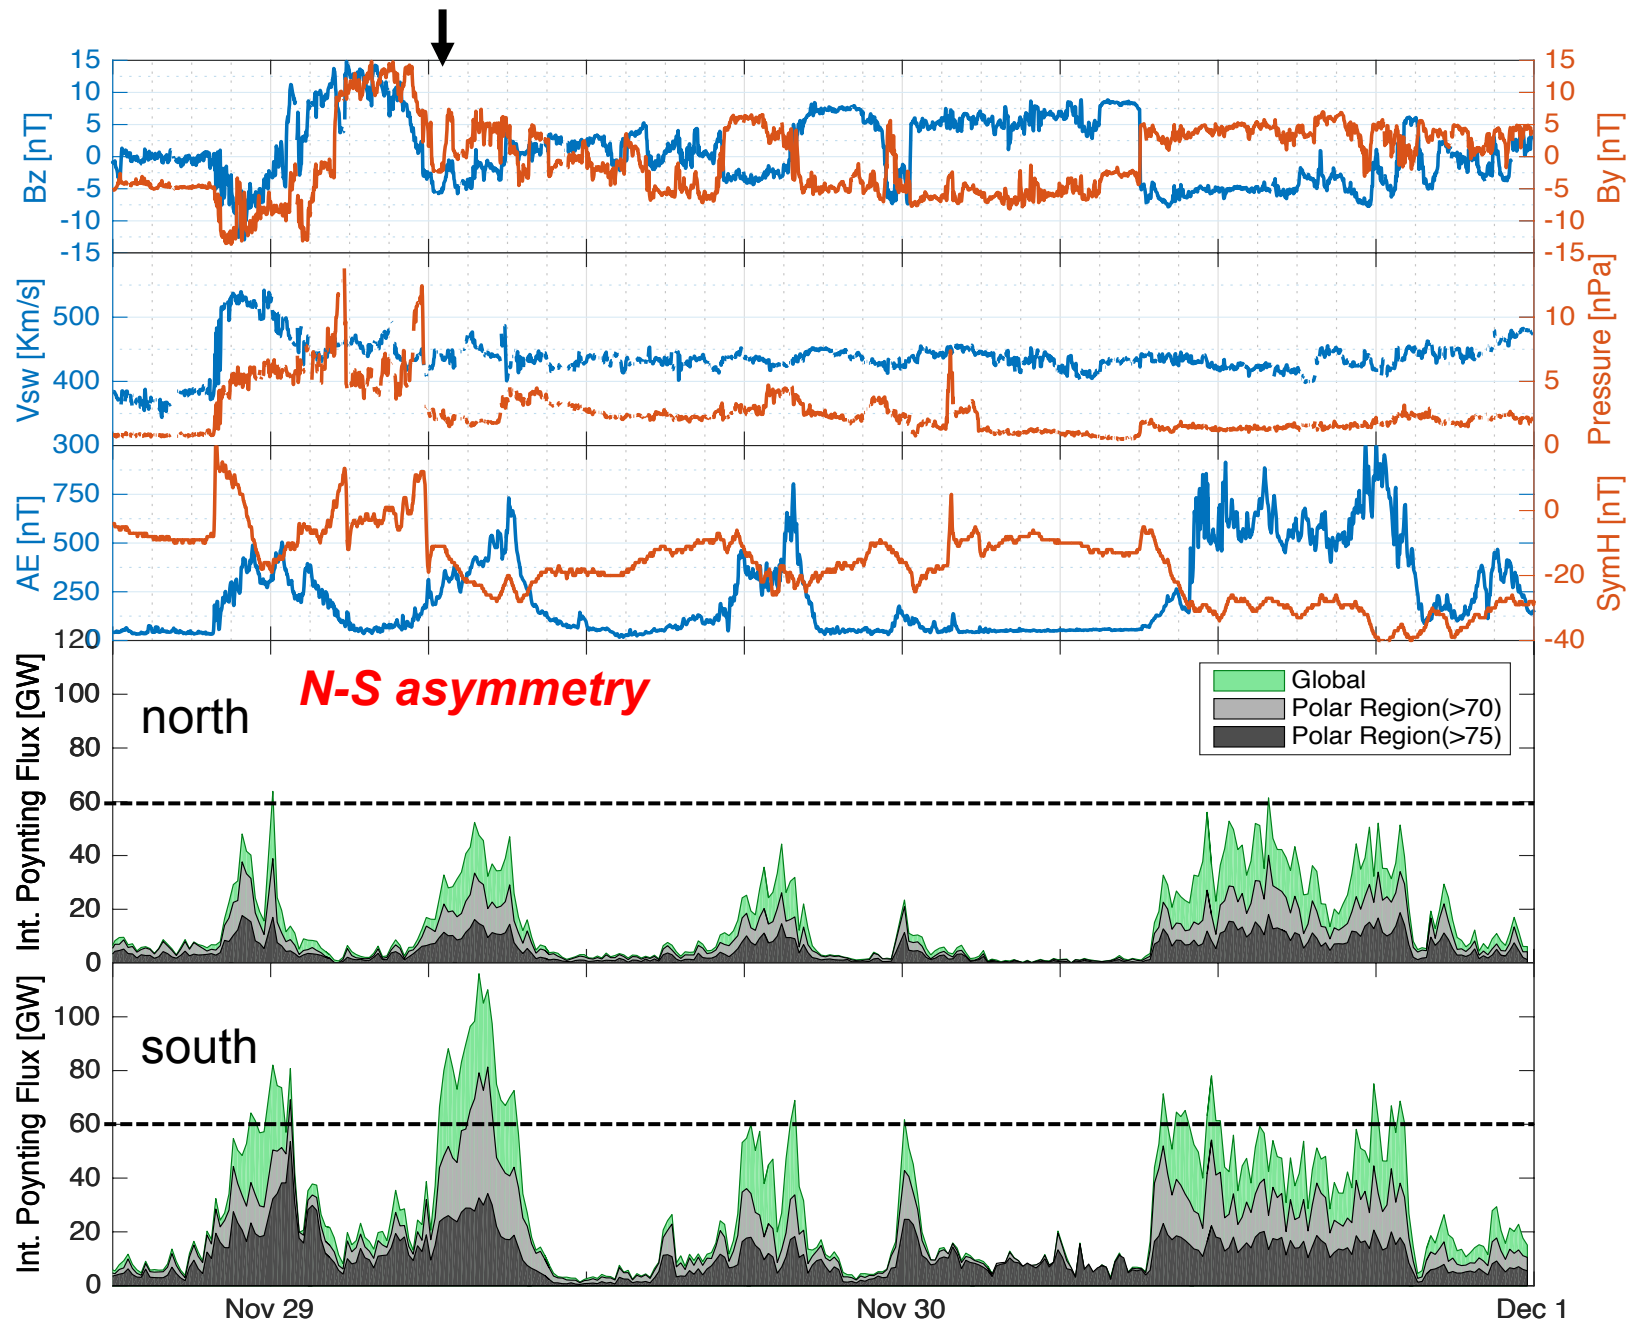 15
10
5
0
-5
-10
-15
Bz [nT]
15
10
5
0
-5
-10
-15
By [nT]
500
400
300
Vsw [Km/s]
10
5
0
Pressure [nPa]
750
500
250
0
AE [nT]
0
-20
-40
SymH [nT]
N-S asymmetry
north
Global
Polar Region(>70)
Polar Region(>75)
120
100
80
60
40
20
0
Int. Poynting Flux [GW]
south
100
80
60
40
20
0
Int. Poynting Flux [GW]
Nov 29
Nov 30
Dec 1